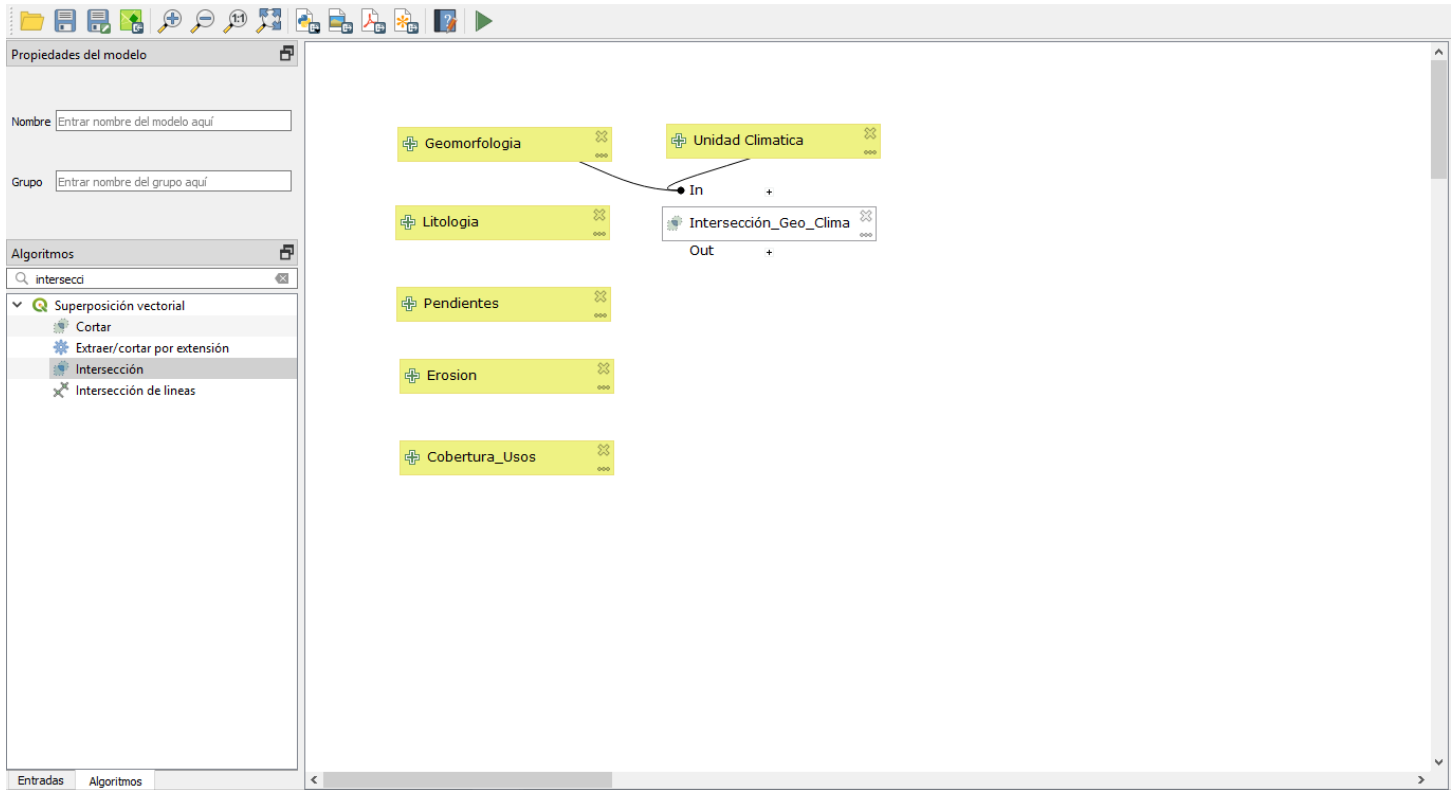 Propiedades del modelo
Nombre Entrar nombre del modelo aquí
Grupo Entrar nombre del grupo aquí
Algoritmos
intersecci
Superposición vectorial
Cortar
Extraer/cortar por extensión
Intersección
Intersección de lineas
Entradas Algoritmos
1:1
Geomorfologia
Unidad Climatica
In +
Litologia
Intersección_Geo_Clima
Out +
Pendientes
Erosion
Cobertura_Usos